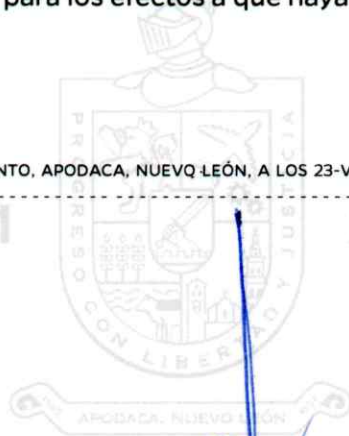 para los efectos a que haya
NTO, APODACA, NUEVO LEÓN, A LOS 23-V
PROGRESO CON LIBERTAD Y JUSTICIA
APODACA, NUEVO LEÓN